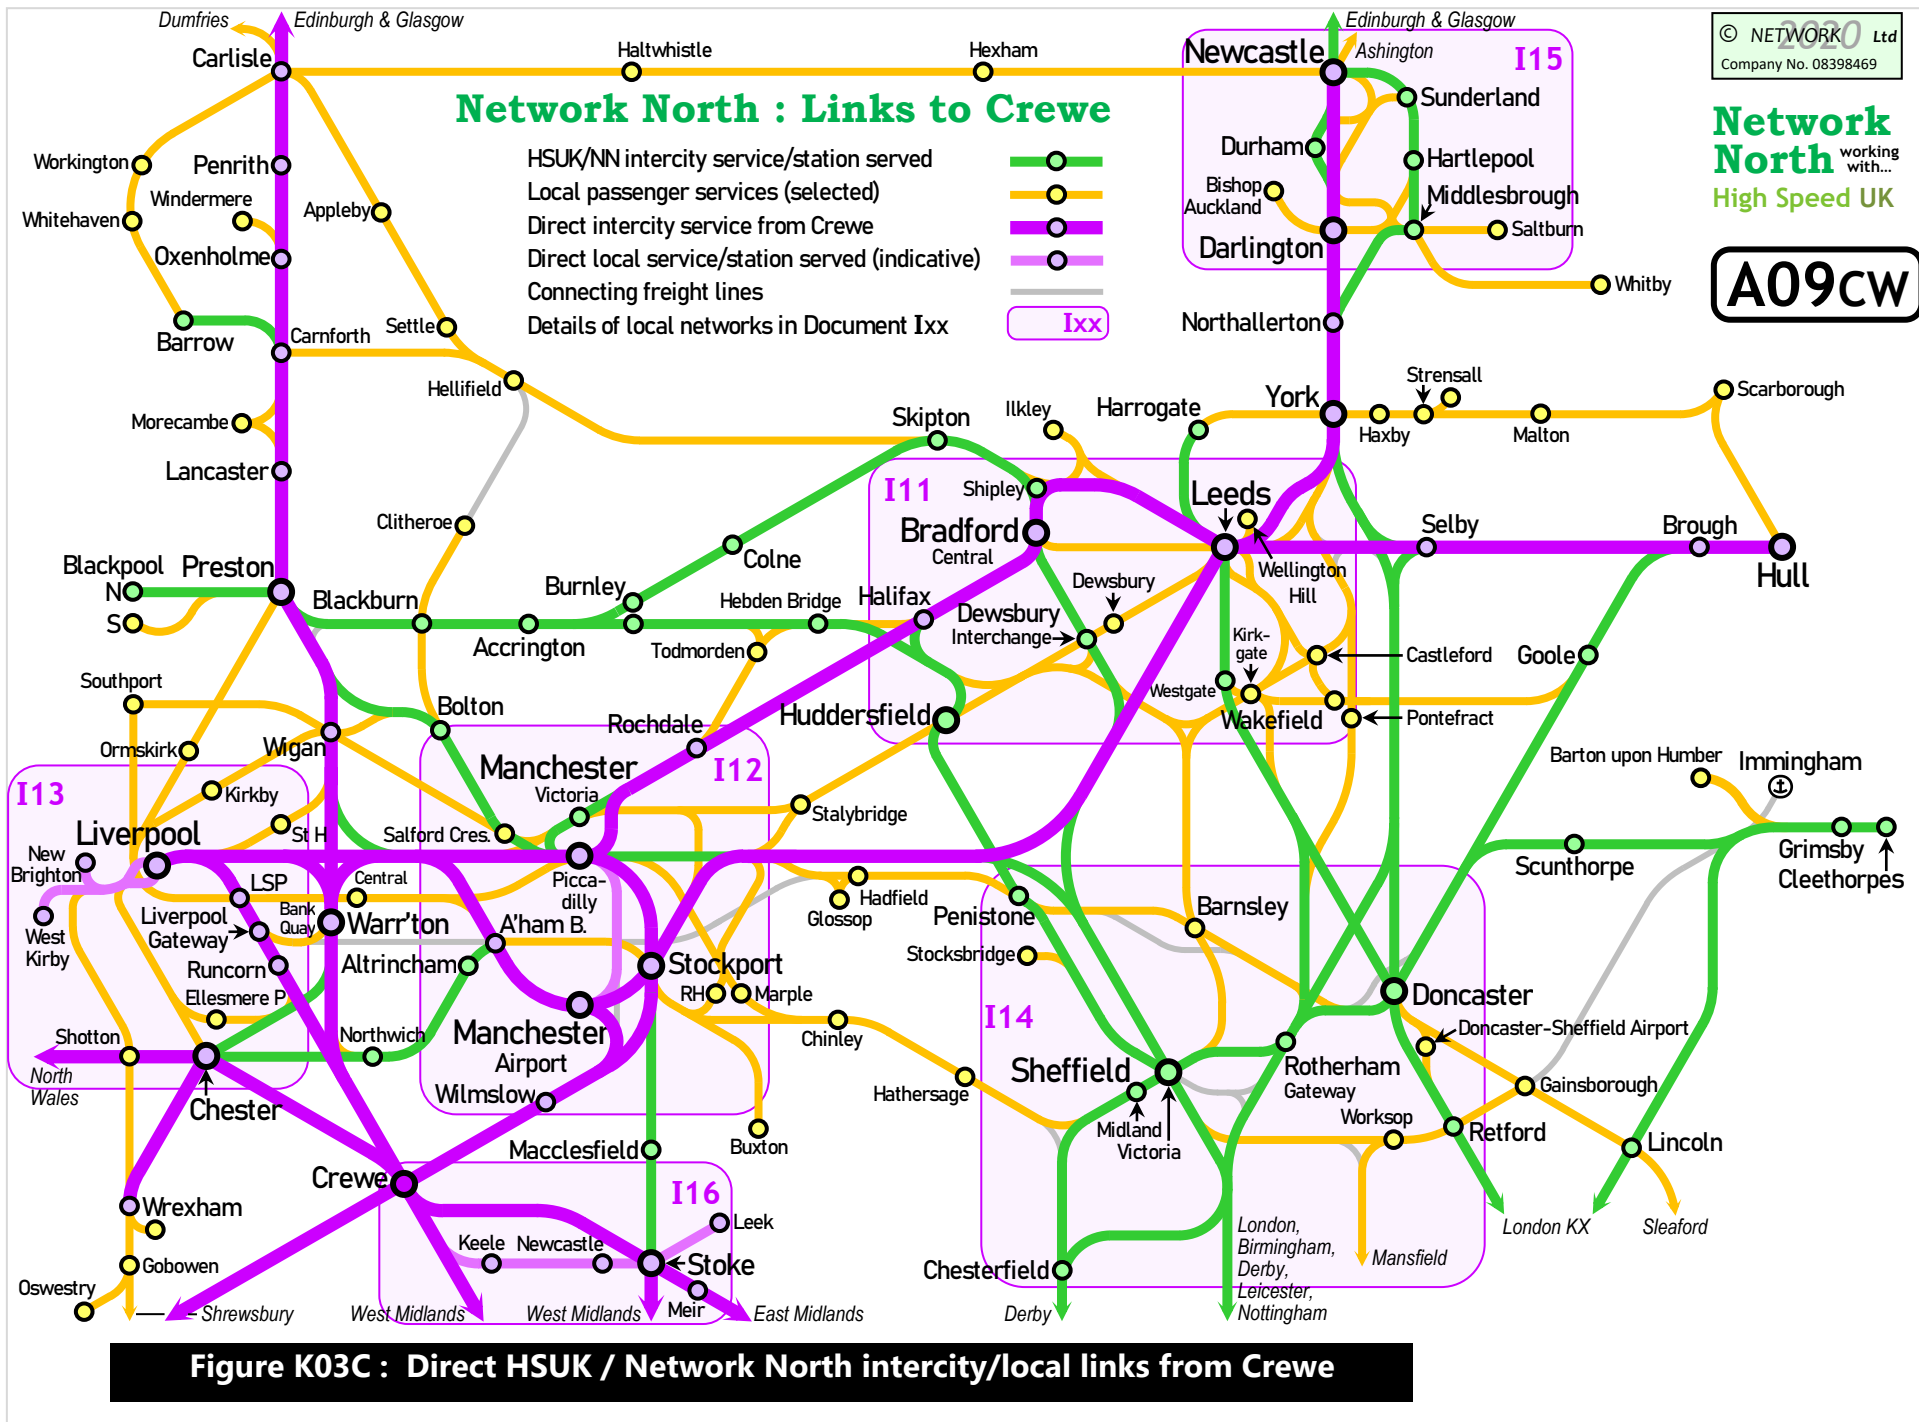 Dumfries
Edinburgh & Glasgow
Edinburgh & Glasgow
© NETWORK 2020 Ltd
Company No. 08398469
Carlisle
Haltwhistle
Hexham
Newcastle
Ashington
I15
Network North : Links to Crewe
Sunderland
Network
North working
with...
High Speed UK
HSUK/NN intercity service/station served
Local passenger services (selected)
Direct intercity service from Crewe
Direct local service/station served (indicative)
Connecting freight lines
Details of local networks in Document Ixx
Ixx
Durham
Hartlepool
Workington
Penrith
Windermere
Bishop
Auckland
Middlesbrough
Whitehaven
Appleby
Saltburn
Oxenholme
Darlington
A09CW
Whitby
Barrow
Carnforth
Settle
Northallerton
Hellifield
Strensall
Scarborough
Morecambe
Skipton
Ilkley
Harrogate
York
Haxby
Malton
Lancaster
I11
Shipley
Leeds
Clitheroe
Bradford
Central
Selby
Brough
Colne
Hull
Blackpool
N
S
Preston
Burnley
Wellington
Hill
Dewsbury
Blackburn
Hebden Bridge
Halifax
Dewsbury
Interchange
Accrington
Todmorden
Kirk-
gate
Castleford
Goole
Southport
Westgate
Bolton
Rochdale
Huddersfield
Wakefield
Pontefract
Ormskirk
Wigan
Barton upon Humber
Immingham
I13
Manchester
Victoria
I12
Kirkby
Stalybridge
Liverpool
St H
Salford Cres.
New
Brighton
Scunthorpe
Grimsby
Cleethorpes
LSP
Central
Picca-
dilly
Hadfield
Glossop
Penistone
Barnsley
Liverpool
Gateway
Bank
Quay
Warr'ton
A'ham B.
West
Kirby
Runcorn
Altrincham
Stockport
Stocksbridge
Ellesmere P
RH
Marple
Doncaster
Shotton
Northwich
Manchester
Airport
Chinley
I14
Doncaster-Sheffield Airport
North
Wales
Sheffield
Rotherham
Gateway
Gainsborough
Chester
Wilmslow
Hathersage
Midland
Victoria
Worksop
Retford
Lincoln
Macclesfield
Buxton
Crewe
I16
Wrexham
Leek
Keele
Newcastle
Stoke
London KX
Sleaford
Gobowen
London,
Birmingham,
Derby,
Leicester,
Nottingham
Mansfield
Chesterfield
Oswestry
Shrewsbury
West Midlands
West Midlands
Meir
East Midlands
Derby
Figure K03C : Direct HSUK / Network North intercity/local links from Crewe